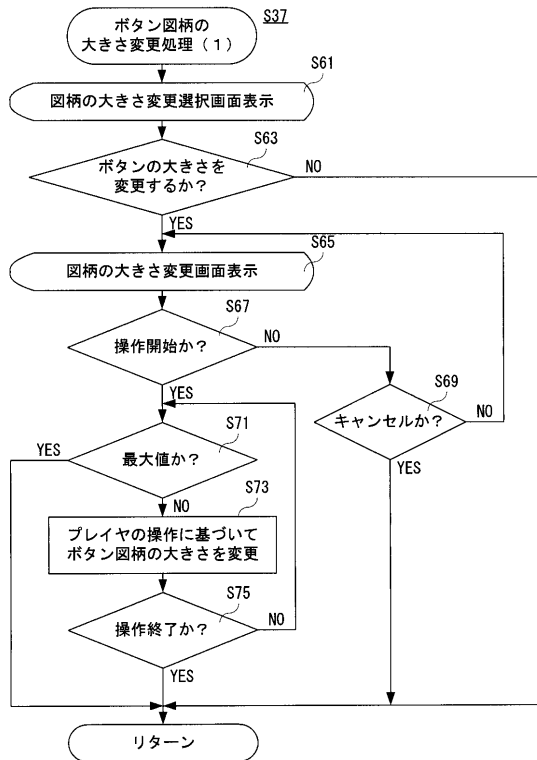 S37
ボタン図柄の
大きさ変更処理(1)
S61
図柄の大きさ変更選択画面表示
S63
ボタンの大きさを
変更するか?
NO
YES
S65
図柄の大きさ変更画面表示
S67
操作開始か?
NO
YES
S69
キャンセルか?
NO
YES
S71
YES
最大値か?
NO
S73
プレイヤの操作に基づいて
ボタン図柄の大きさを変更
S75
操作終了か?
NO
YES
リターン